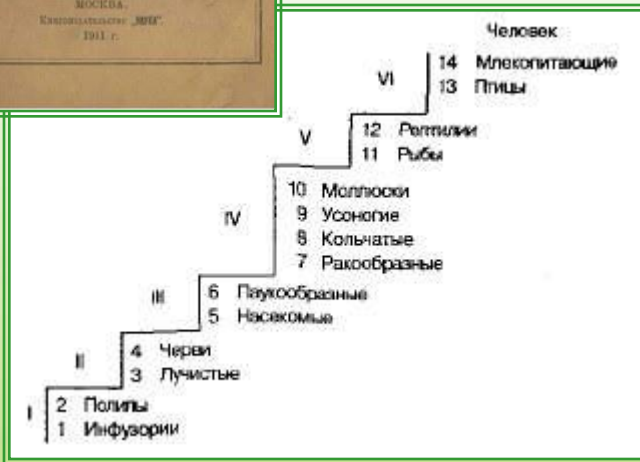 МОСКВА.
Книгоиздательство
1911 г.
Человек
VI
14 Млекопитающие
13 Птицы
V
12 Рептилии
11 Рыбы
IV
10 Моллюски
9 Усоногие
8 Кольчатые
7 Ракообразные
III
6 Паукообразные
5 Насекомые
II
4 Черви
3 Лучистые
I
2 Полипы
1 Инфузории